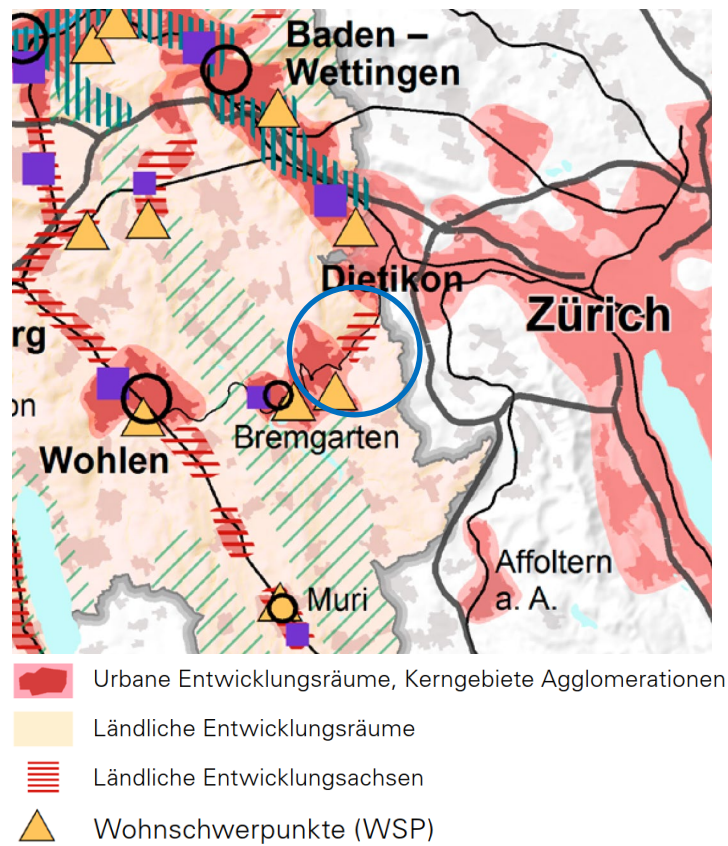 Baden –
Wettingen
Dietikon
Zürich
rg
on
Bremgarten
Wohlen
Affoltern
a. A.
Muri
Urbane Entwicklungsräume, Kerngebiete Agglomerationen
Ländliche Entwicklungsräume
Ländliche Entwicklungsachsen
Wohnschwerpunkte (WSP)